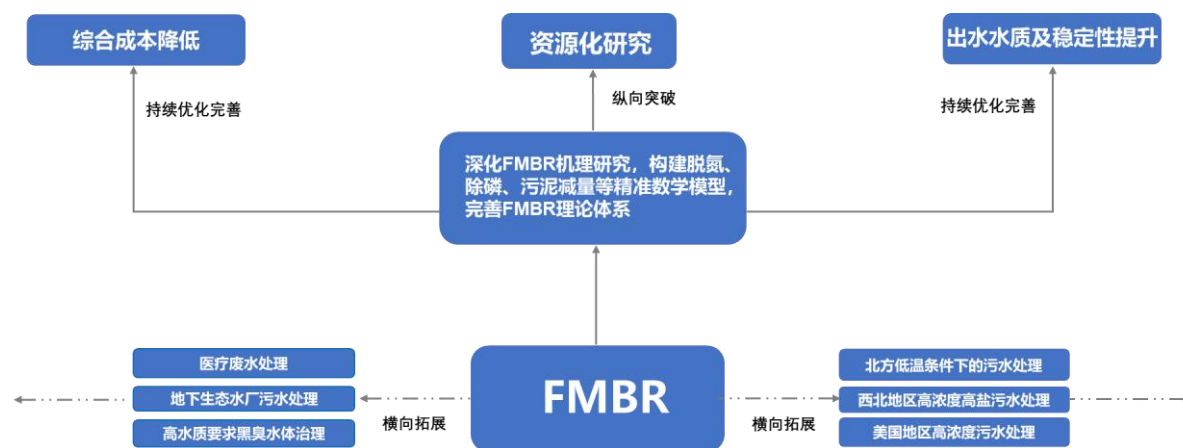 综合成本降低
资源化研究
出水水质及稳定性提升
持续优化完善
纵向突破
持续优化完善
深化FMBR机理研究，构建脱氮、
除磷、污泥减量等精准数学模型，
完善FMBR理论体系
医疗废水处理
地下生态水厂污水处理
高水质要求黑臭水体治理
横向拓展
FMBR
横向拓展
北方低温条件下的污水处理
西北地区高浓度高盐污水处理
美国地区高浓度污水处理